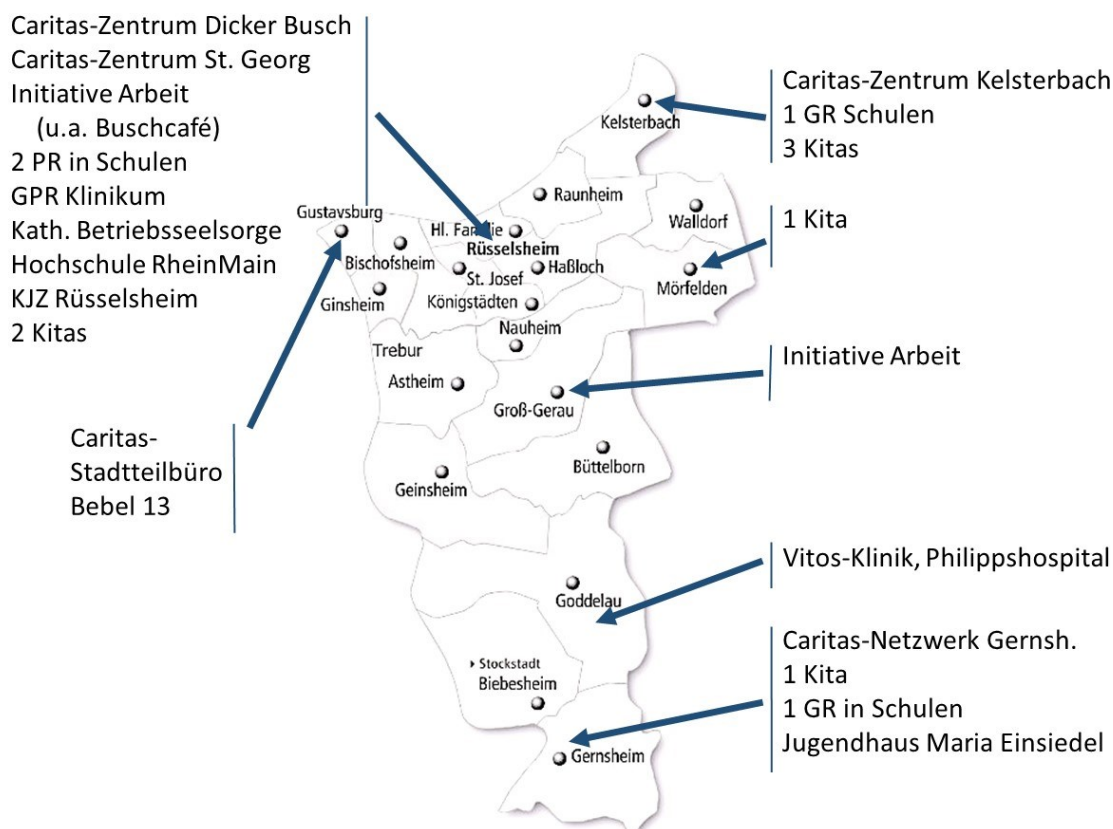 Caritas-Zentrum Dicker Busch
Caritas-Zentrum St. Georg
Initiative Arbeit
(u.a. Buschcafé)
2 PR in Schulen
GPR Klinikum
Kath. Betriebsseelsorge
Hochschule RheinMain
KJZ Rüsselsheim
2 Kitas
Caritas-
Stadtteilbüro
Bebel 13
Kelsterbach
Raunheim
Walldorf
Gustavsburg
Hl. Familie
Rüsselsheim
Bischofsheim
St. Josef
Haßloch
Mörfelden
Ginsheim
Königstädten
Nauheim
Trebur
Astheim
Groß-Gerau
Büttelborn
Geinsheim
Goddelau
Stockstadt
Biebesheim
Gernsheim
Caritas-Zentrum Kelsterbach
1 GR Schulen
3 Kitas
1 Kita
Initiative Arbeit
Vitos-Klinik, Philippshospital
Caritas-Netzwerk Gernsh.
1 Kita
1 GR in Schulen
Jugendhaus Maria Einsiedel